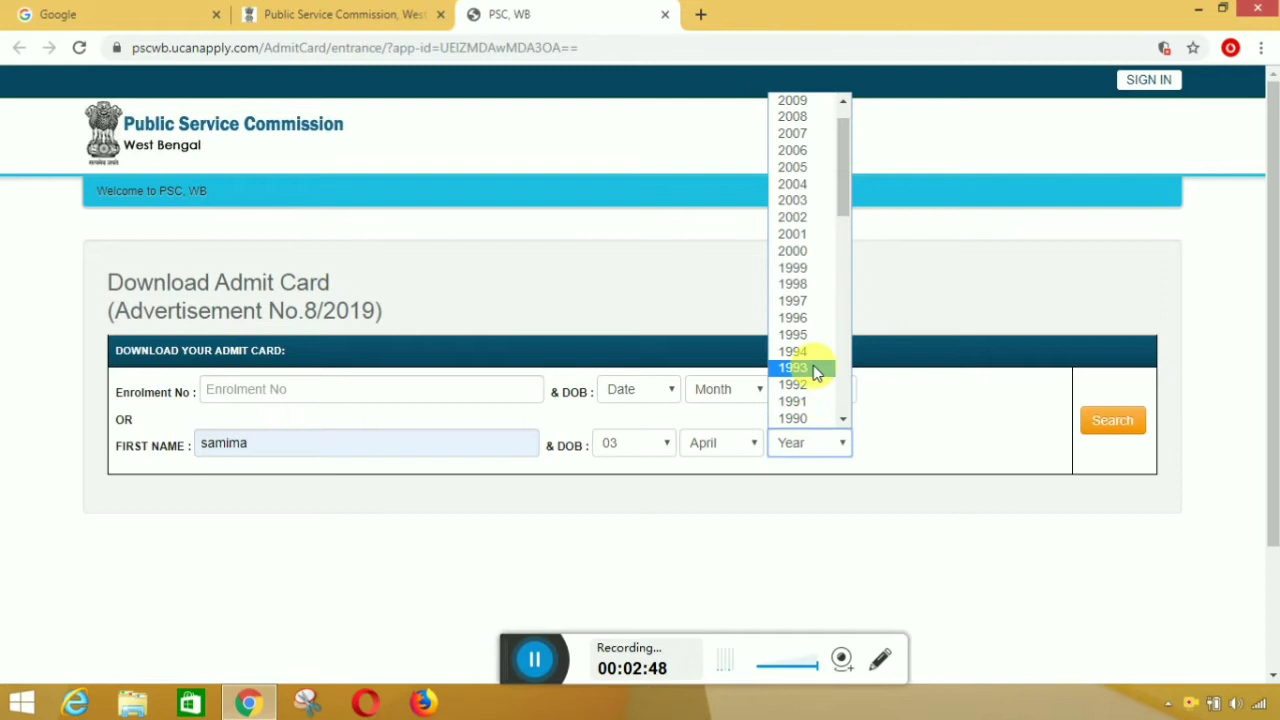 Google
Public Service Commission, West
PSC, WB
pscwb.ucanapply.com/AdmitCard/entrance/?app-id=UElZMDAwMDA3OA==
SIGN IN
Public Service Commission
West Bengal
Welcome to PSC, WB
Download Admit Card
(Advertisement No.8/2019)
DOWNLOAD YOUR ADMIT CARD:
Enrolment No : Enrolment No & DOB : Date Month
OR
FIRST NAME : samima & DOB : 03 April Year
Search
2009
2008
2007
2006
2005
2004
2003
2002
2001
2000
1999
1998
1997
1996
1995
1994
1993
1992
1991
1990
Recording...
00:02:48